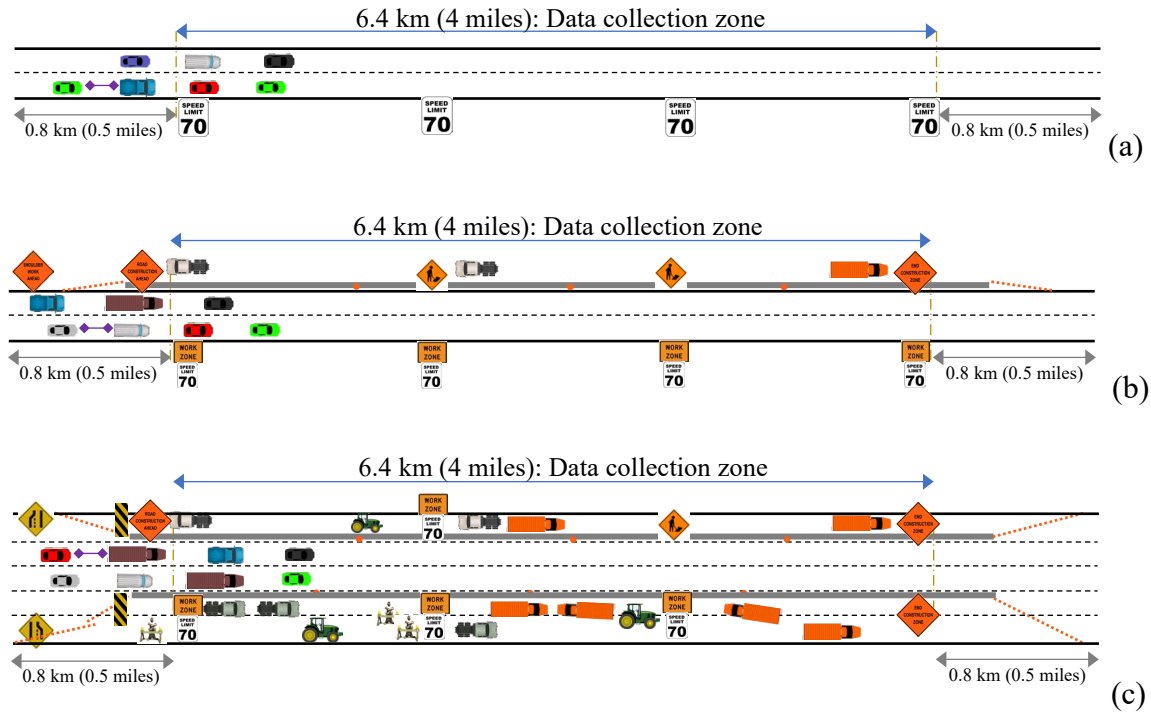 6.4 km (4 miles): Data collection zone
SPEED
LIMIT
70
SPEED
LIMIT
70
SPEED
LIMIT
70
SPEED
LIMIT
70
0.8 km (0.5 miles)
0.8 km (0.5 miles)
(a)
6.4 km (4 miles): Data collection zone
SHOULDER
WORK
AHEAD
ROAD
CONSTRUCTION
AHEAD
END
CONSTRUCTION
ZONE
WORK
ZONE
SPEED
LIMIT
70
WORK
ZONE
SPEED
LIMIT
70
WORK
ZONE
SPEED
LIMIT
70
WORK
ZONE
SPEED
LIMIT
70
0.8 km (0.5 miles)
0.8 km (0.5 miles)
(b)
6.4 km (4 miles): Data collection zone
ROAD
CONSTRUCTION
AHEAD
WORK
ZONE
SPEED
LIMIT
70
END
CONSTRUCTION
ZONE
WORK
ZONE
SPEED
LIMIT
70
WORK
ZONE
SPEED
LIMIT
70
WORK
ZONE
SPEED
LIMIT
70
END
CONSTRUCTION
ZONE
0.8 km (0.5 miles)
0.8 km (0.5 miles)
(c)